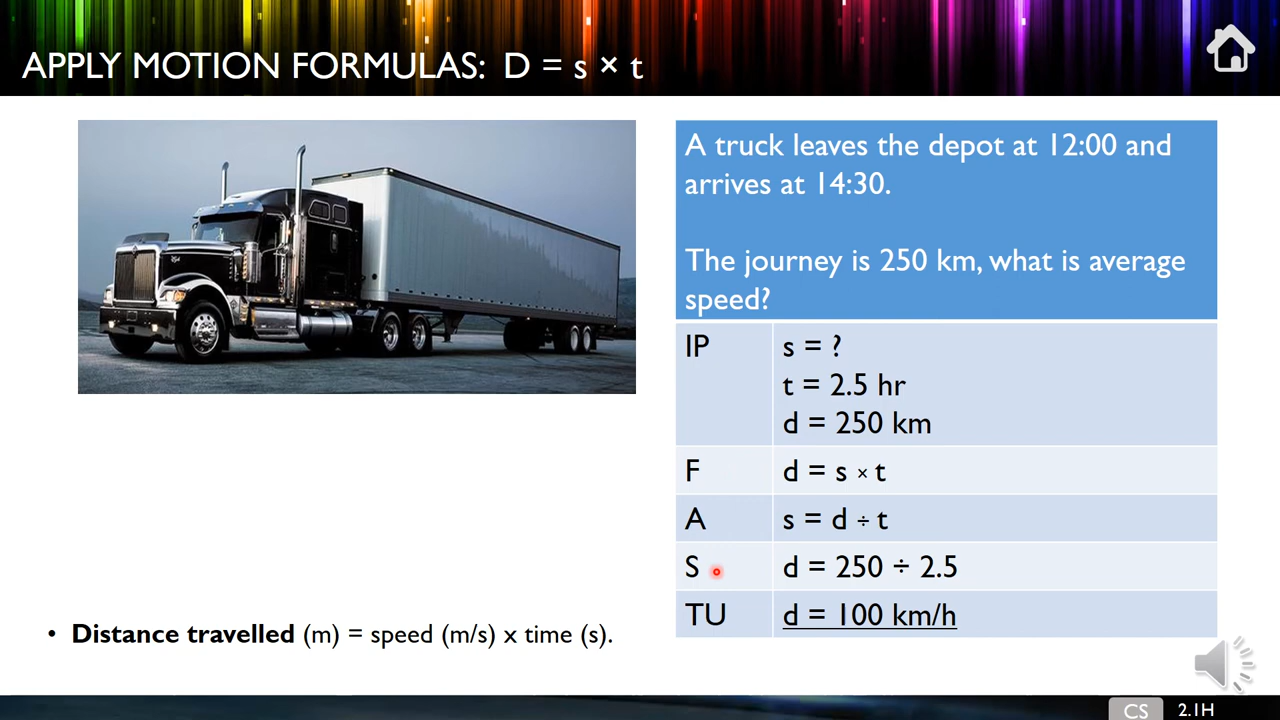 APPLY MOTION FORMULAS: D = s × t
A truck leaves the depot at 12:00 and
arrives at 14:30.
The journey is 250 km, what is average
speed?
IP s = ?
t = 2.5 hr
d = 250 km
F d = s × t
A s = d ÷ t
S d = 250 ÷ 2.5
TU d = 100 km/h
• Distance travelled (m) = speed (m/s) x time (s).
CS 2.1H